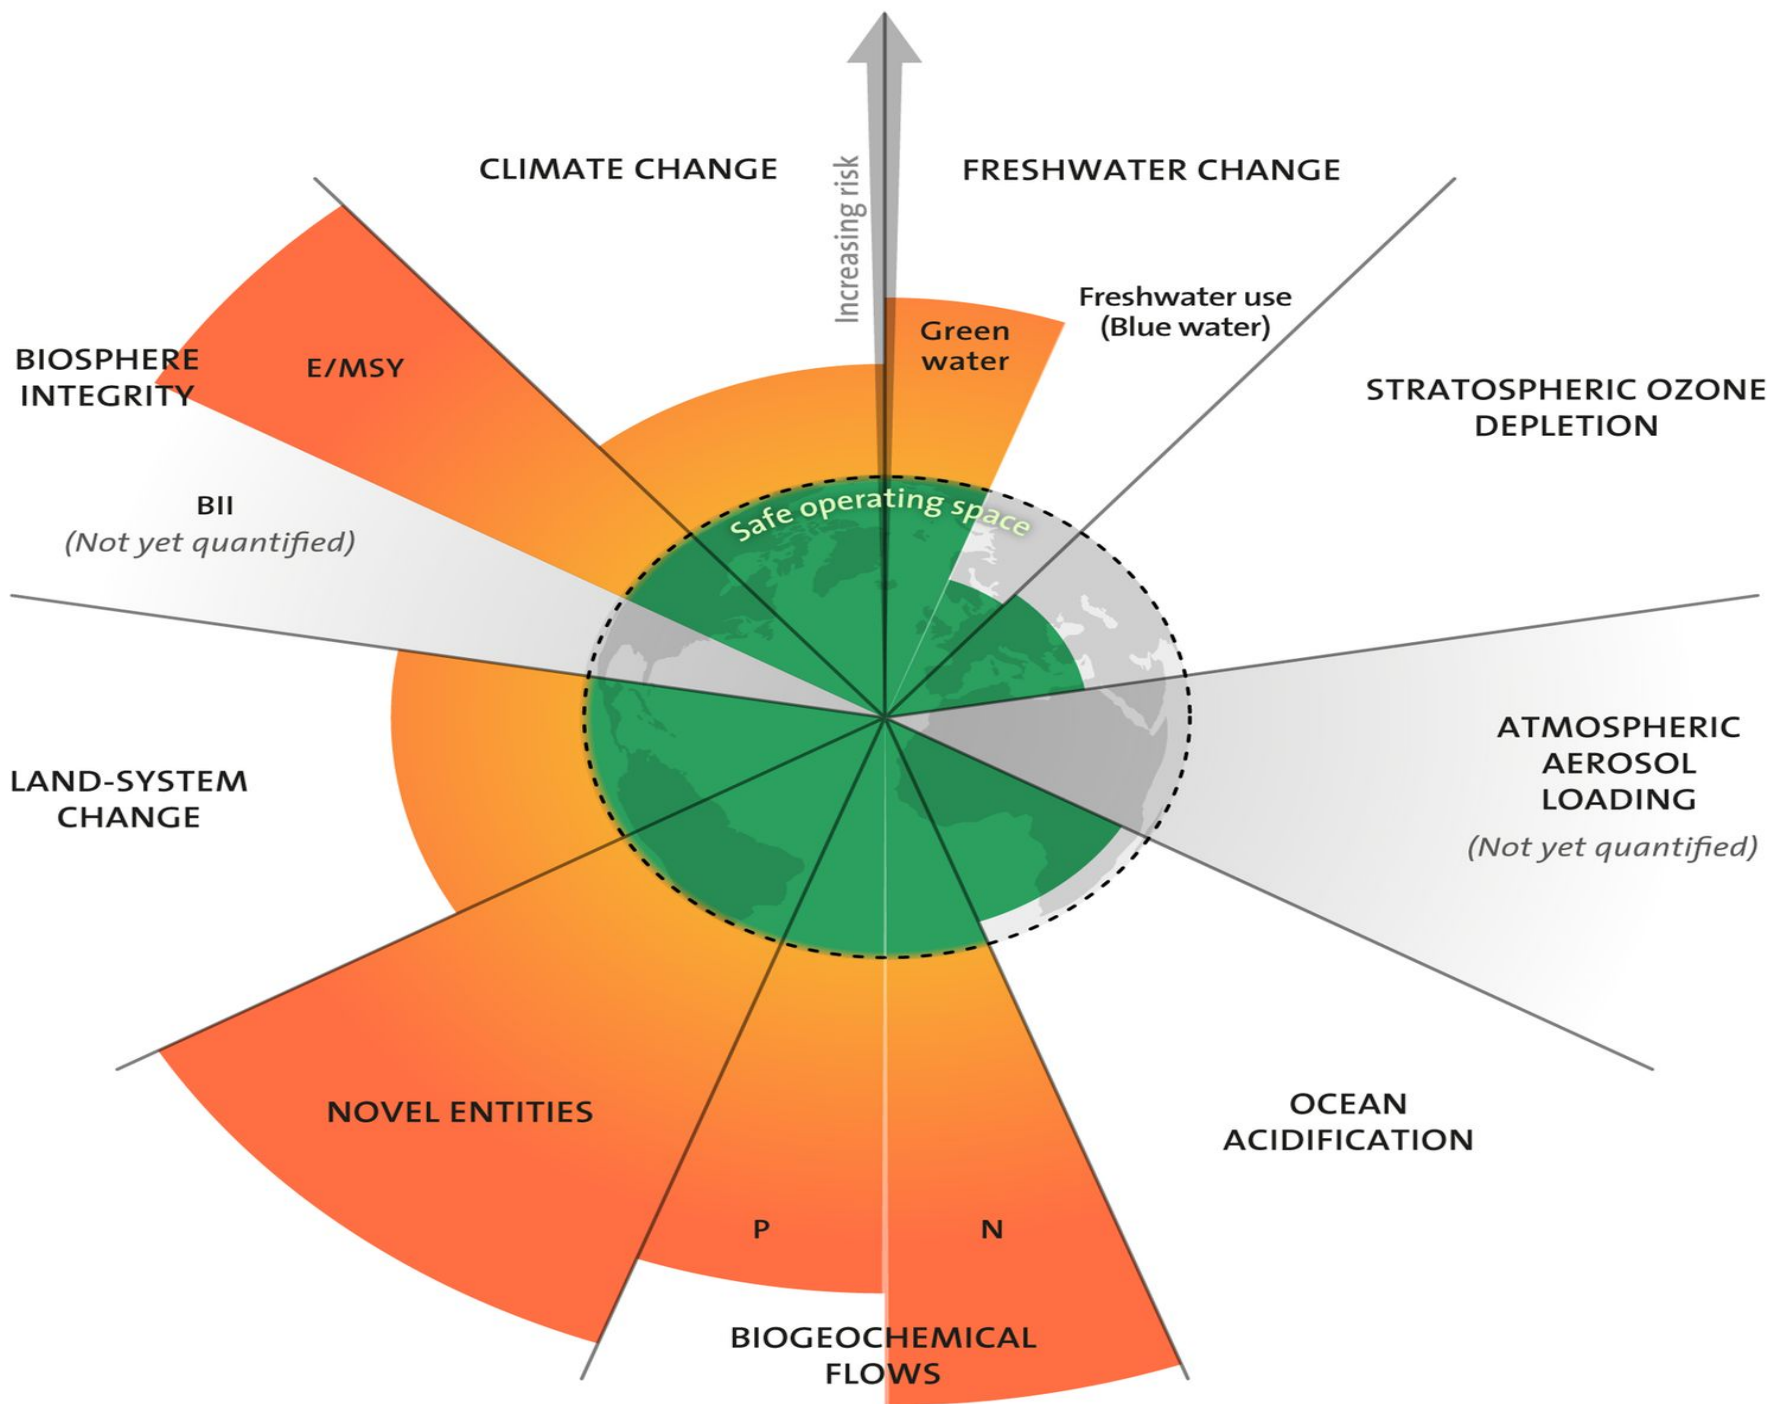 CLIMATE CHANGE
FRESHWATER CHANGE
Increasing risk
Freshwater use
(Blue water)
Green
water
BIOSPHERE
INTEGRITY
E/MSY
STRATOSPHERIC OZONE
DEPLETION
BII
(Not yet quantified)
Safe operating space
ATMOSPHERIC
AEROSOL
LOADING
(Not yet quantified)
LAND-SYSTEM
CHANGE
NOVEL ENTITIES
OCEAN
ACIDIFICATION
P
N
BIOGEOCHEMICAL
FLOWS